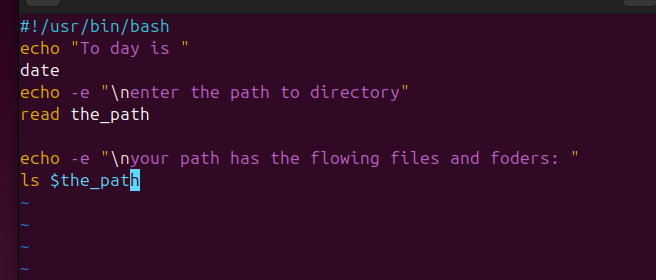 #!/usr/bin/bash
echo "To day is "
date
echo -e "\nenter the path to directory"
read the_path

echo -e "\nyour path has the flowing files and foders: "
ls $the_path
~
~
~
~